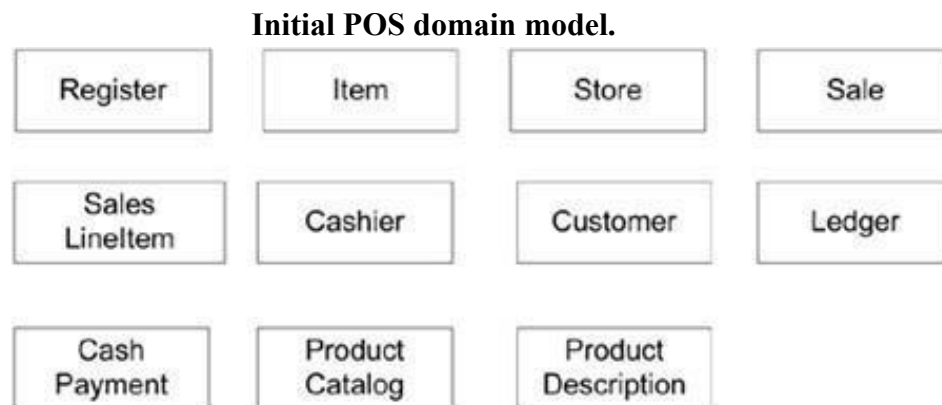 Initial POS domain model.
Register
Item
Store
Sale
Sales
LineItem
Cashier
Customer
Ledger
Cash
Payment
Product
Catalog
Product
Description